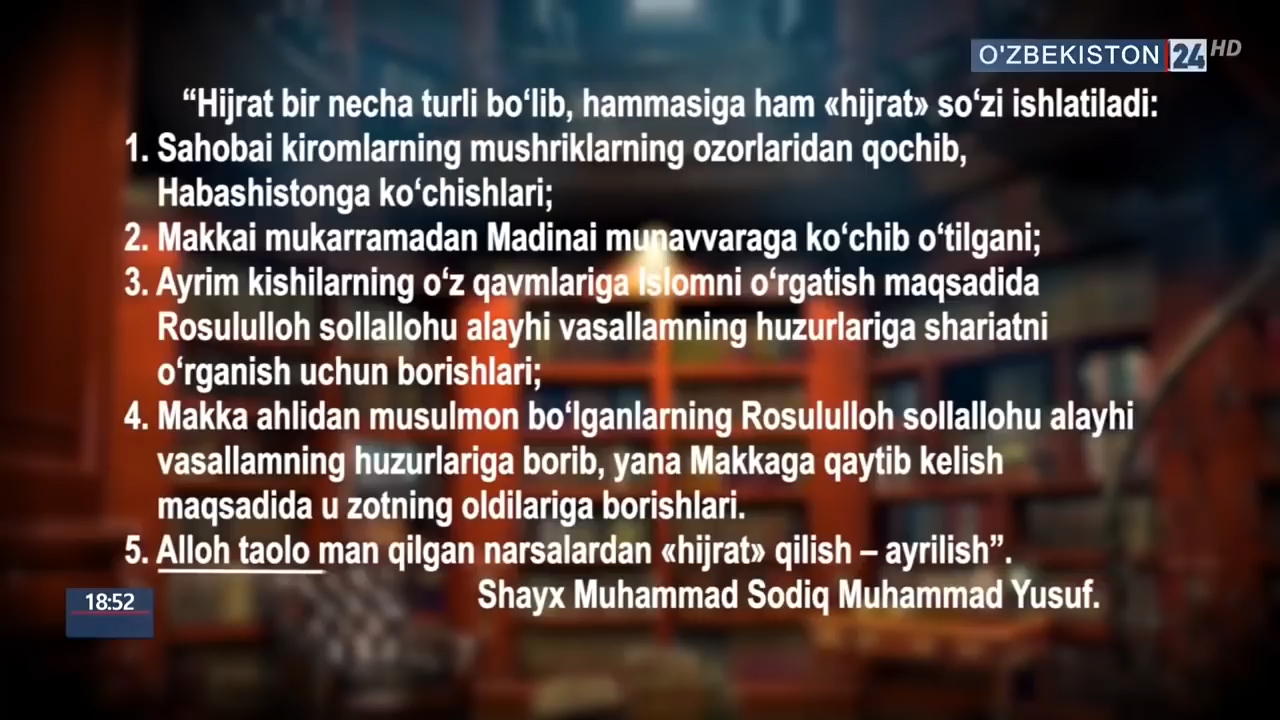 O'ZBEKISTON 24 HD
“Hijrat bir necha turli bo‘lib, hammasiga ham «hijrat» so‘zi ishlatiladi:
1. Sahobai kiromlarning mushriklarning ozorlaridan qochib,
Habashistonga ko‘chishlari;
2. Makkai mukarramadan Madinai munavvaraga ko‘chib o‘tilgani;
3. Ayrim kishilarning o‘z qavmlariga Islomni o‘rgatish maqsadida
Rosululloh sollallohu alayhi vasallamning huzurlariga shariatni
o‘rganish uchun borishlari;
4. Makka ahlidan musulmon bo‘lganlarning Rosululloh sollallohu alayhi
vasallamning huzurlariga borib, yana Makkaga qaytib kelish
maqsadida u zotning oldilariga borishlari.
5. Alloh taolo man qilgan narsalardan «hijrat» qilish – ayrilish”.
Shayx Muhammad Sodiq Muhammad Yusuf.
18:52